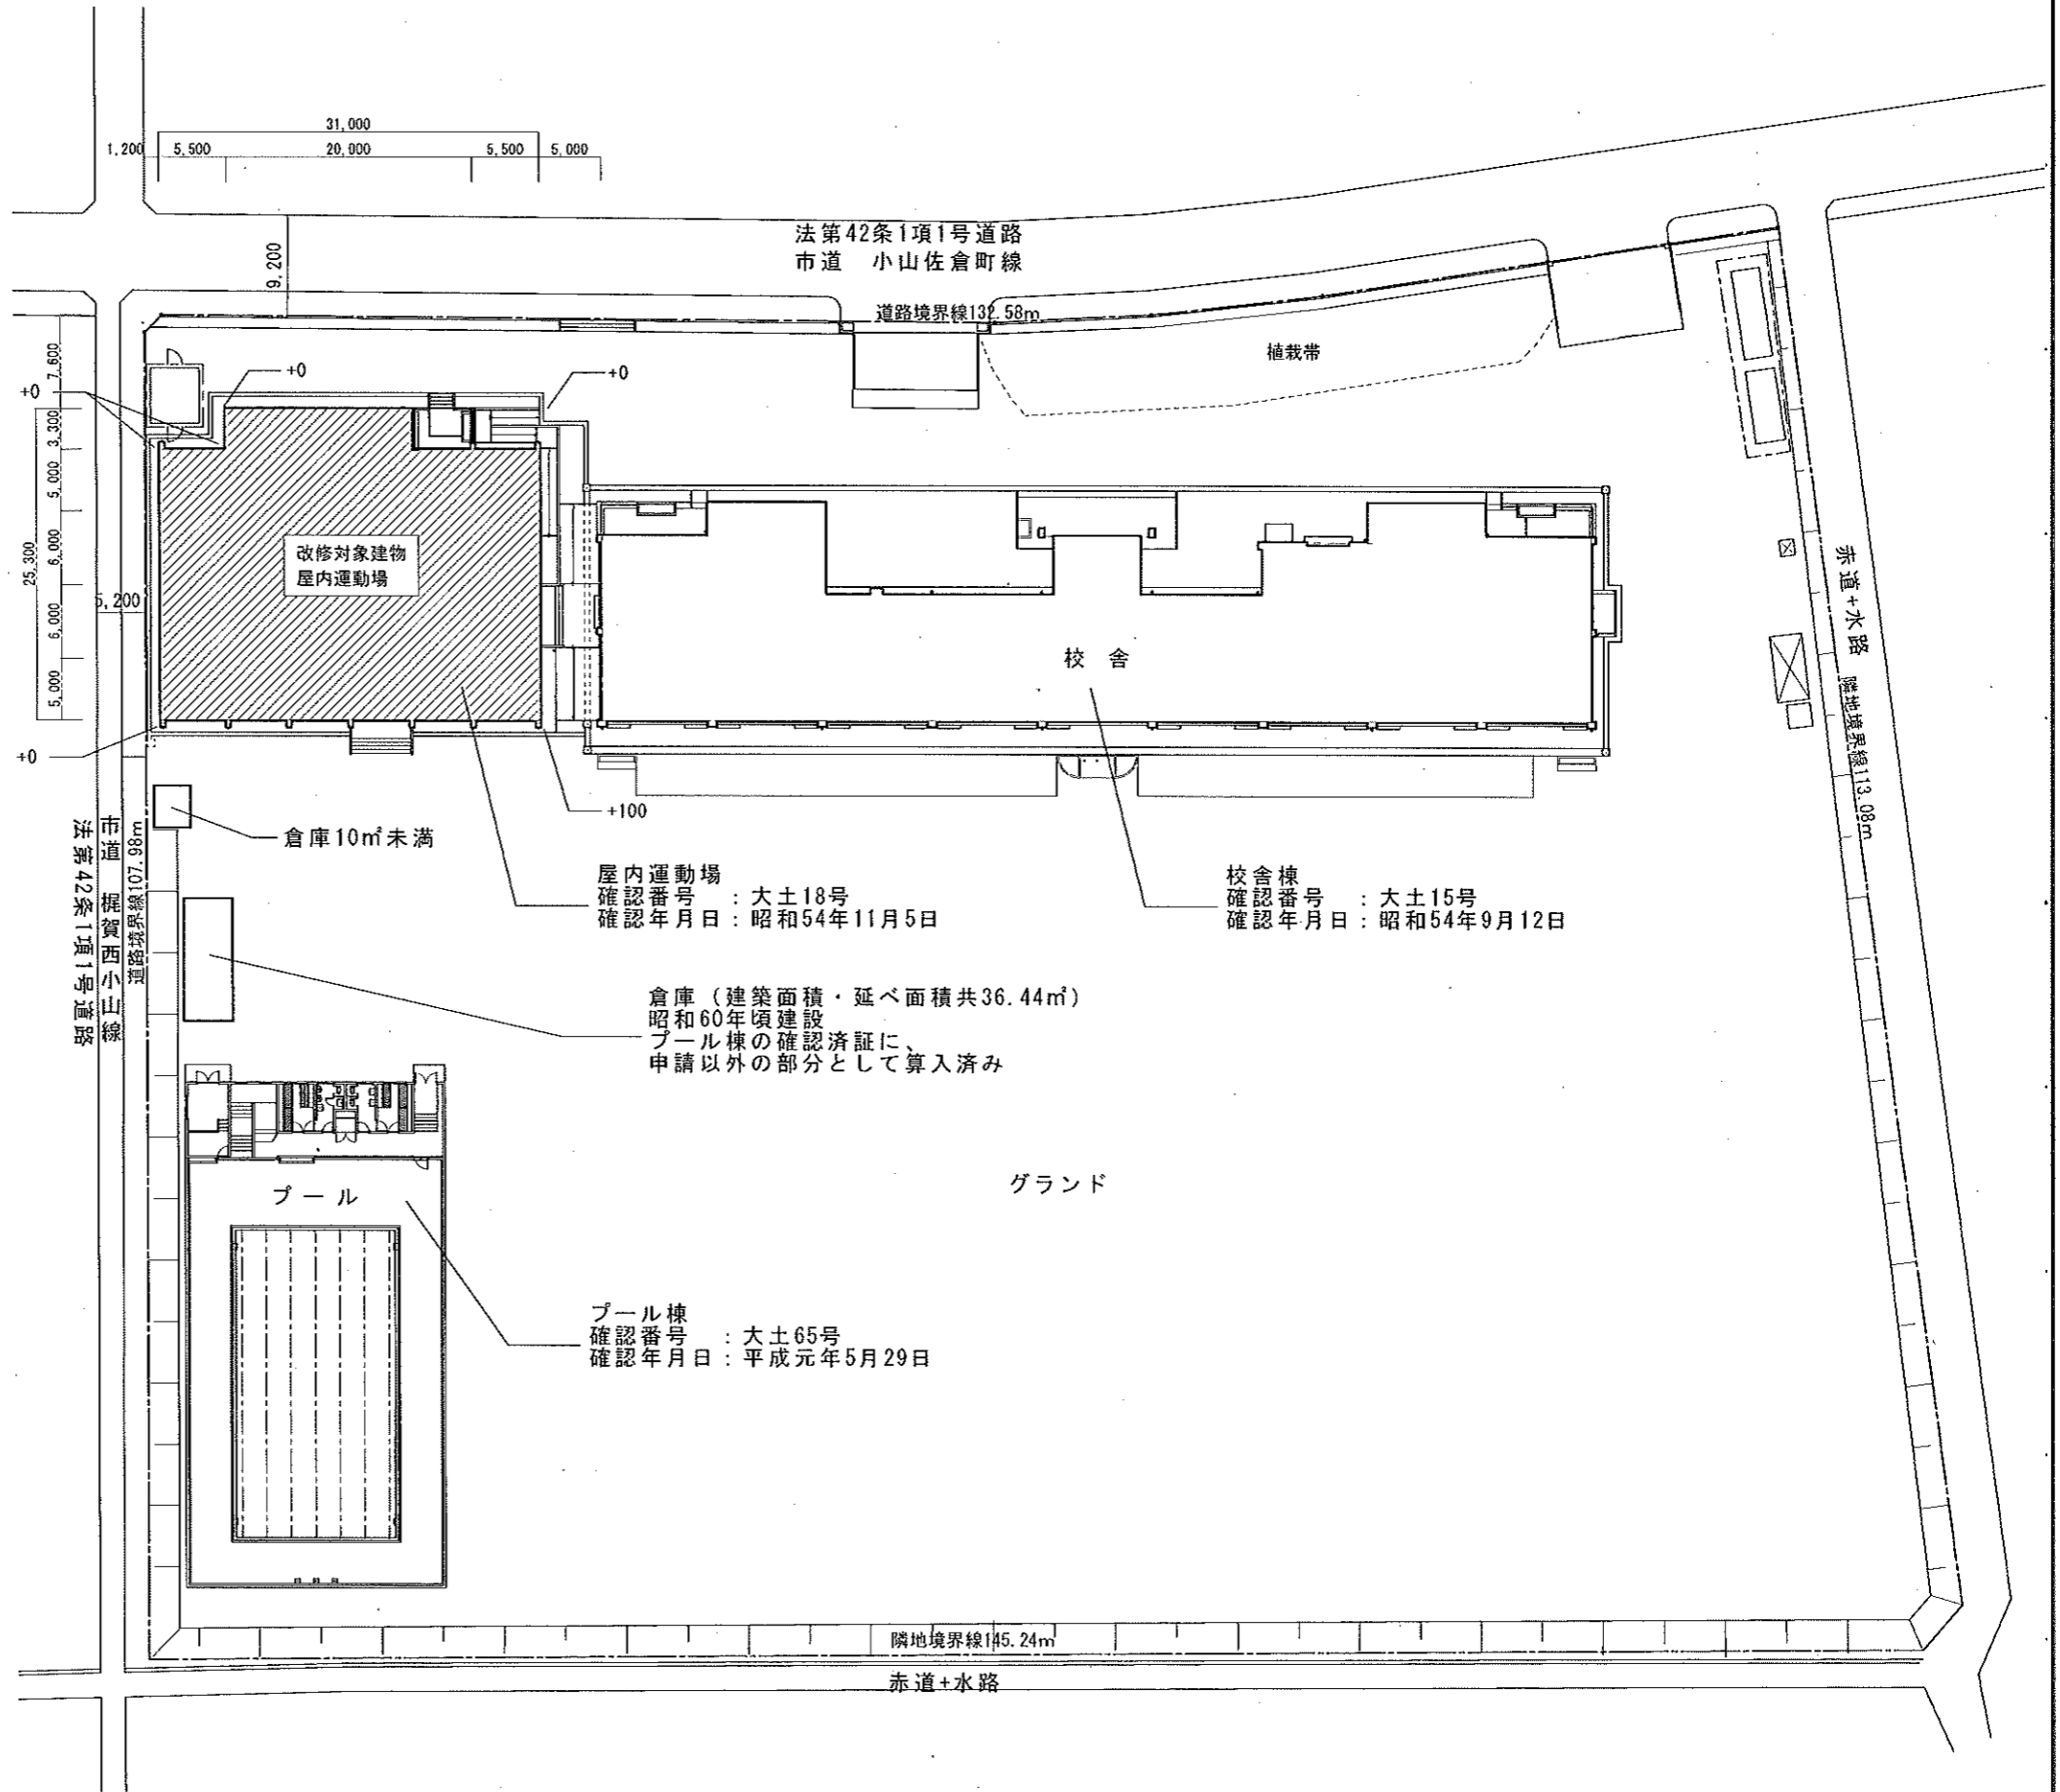 31,000
1,200
5,500
20,000
5,500
5,000
法第42条1項1号道路
市道　小山佐倉町線
9,200
道路境界線132.58m
植栽帯
7,600
+0
+0
+0
3,300
5,000
6,000
25,300
6,000
5,000
5,200
改修対象建物
屋内運動場
校　舎
赤道+水路
隣地境界線113.08m
+0
+100
倉庫10㎡未満
市道　梶賀西小山線
法第42条1項1号道路
道路境界線107.98m
屋内運動場
確認番号　：大土18号
確認年月日：昭和54年11月5日
校舎棟
確認番号　：大土15号
確認年月日：昭和54年9月12日
倉庫（建築面積・延べ面積共36.44㎡）
昭和60年頃建設
プール棟の確認済証に、
申請以外の部分として算入済み
プール
グランド
プール棟
確認番号　：大土65号
確認年月日：平成元年5月29日
隣地境界線145.24m
赤道+水路